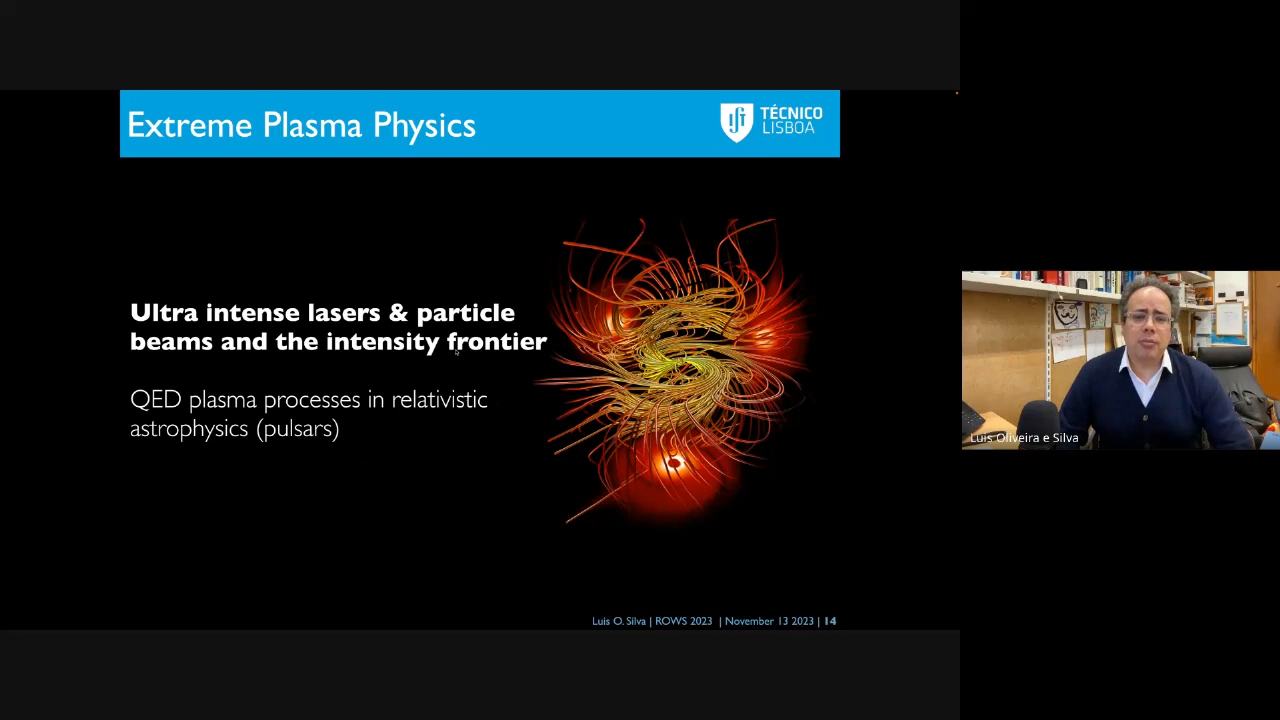 Extreme Plasma Physics
TÉCNICO
LISBOA
Ultra intense lasers & particle
beams and the intensity frontier
QED plasma processes in relativistic
astrophysics (pulsars)
Luis O. Silva | ROWS 2023 | November 13 2023 | 14
Luis Oliveira e Silva